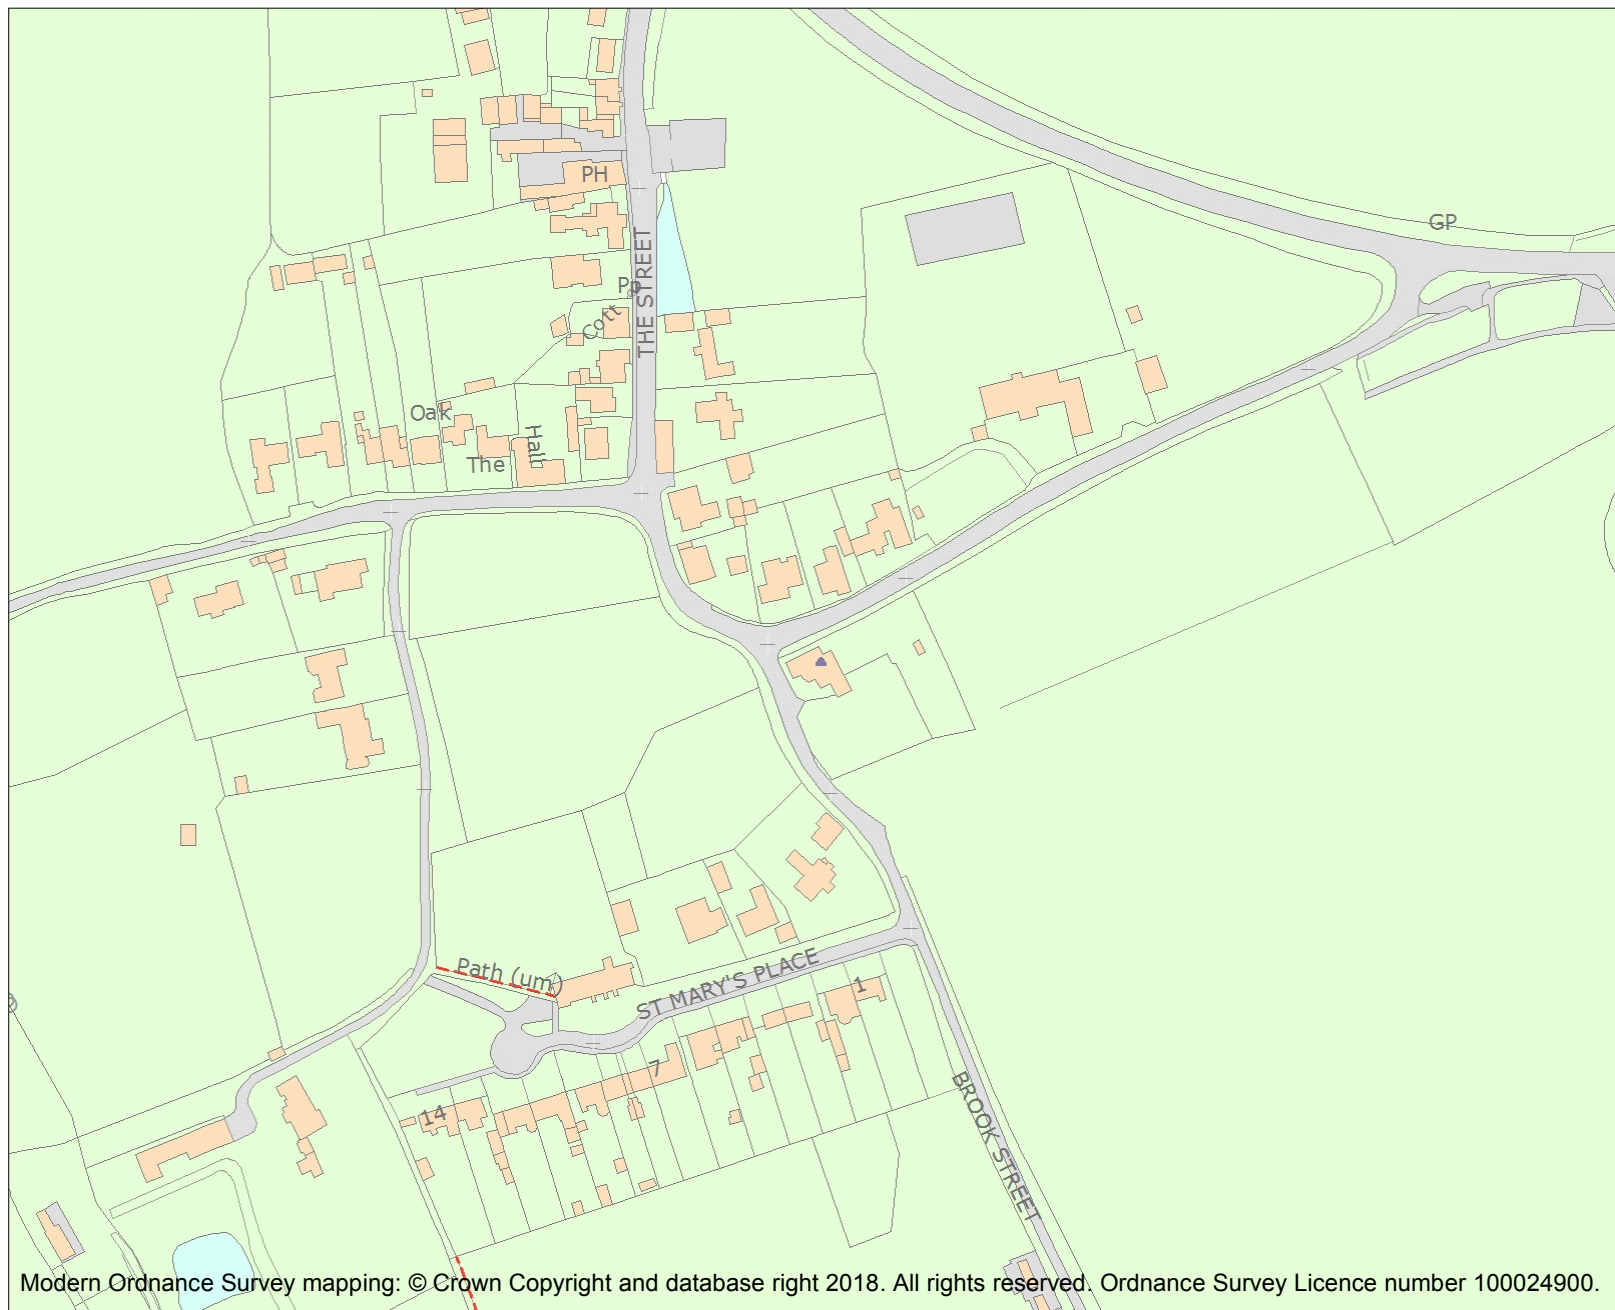 PH
GP
THE STREET
Pp
Cott
Oak
Hall
The
Path (um)
ST MARY'S PLACE
1
7
14
BROOK STREET
Modern Ordnance Survey mapping: © Crown Copyright and database right 2018. All rights reserved. Ordnance Survey Licence number 100024900.